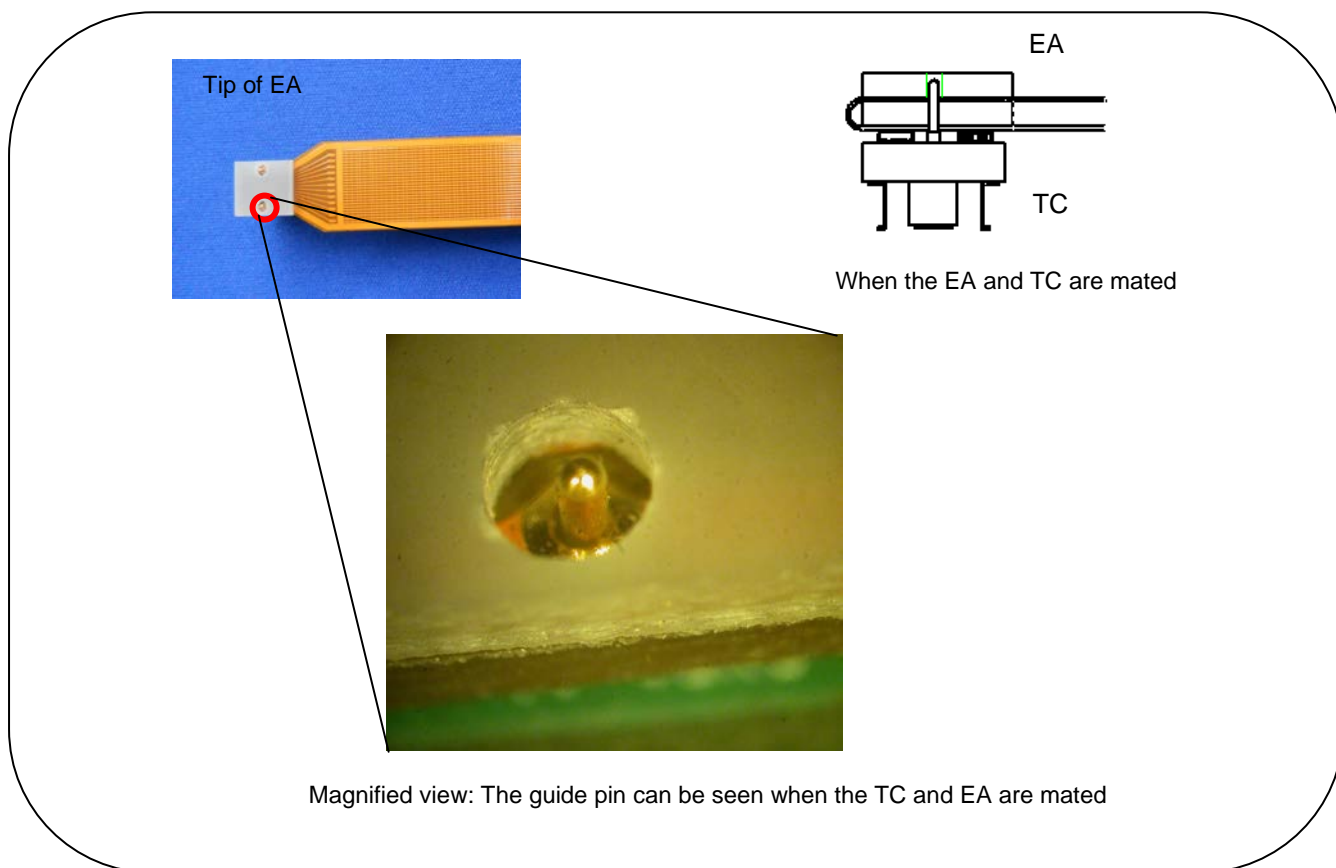 Tip of EA
EA
TC
When the EA and TC are mated
Magnified view: The guide pin can be seen when the TC and EA are mated